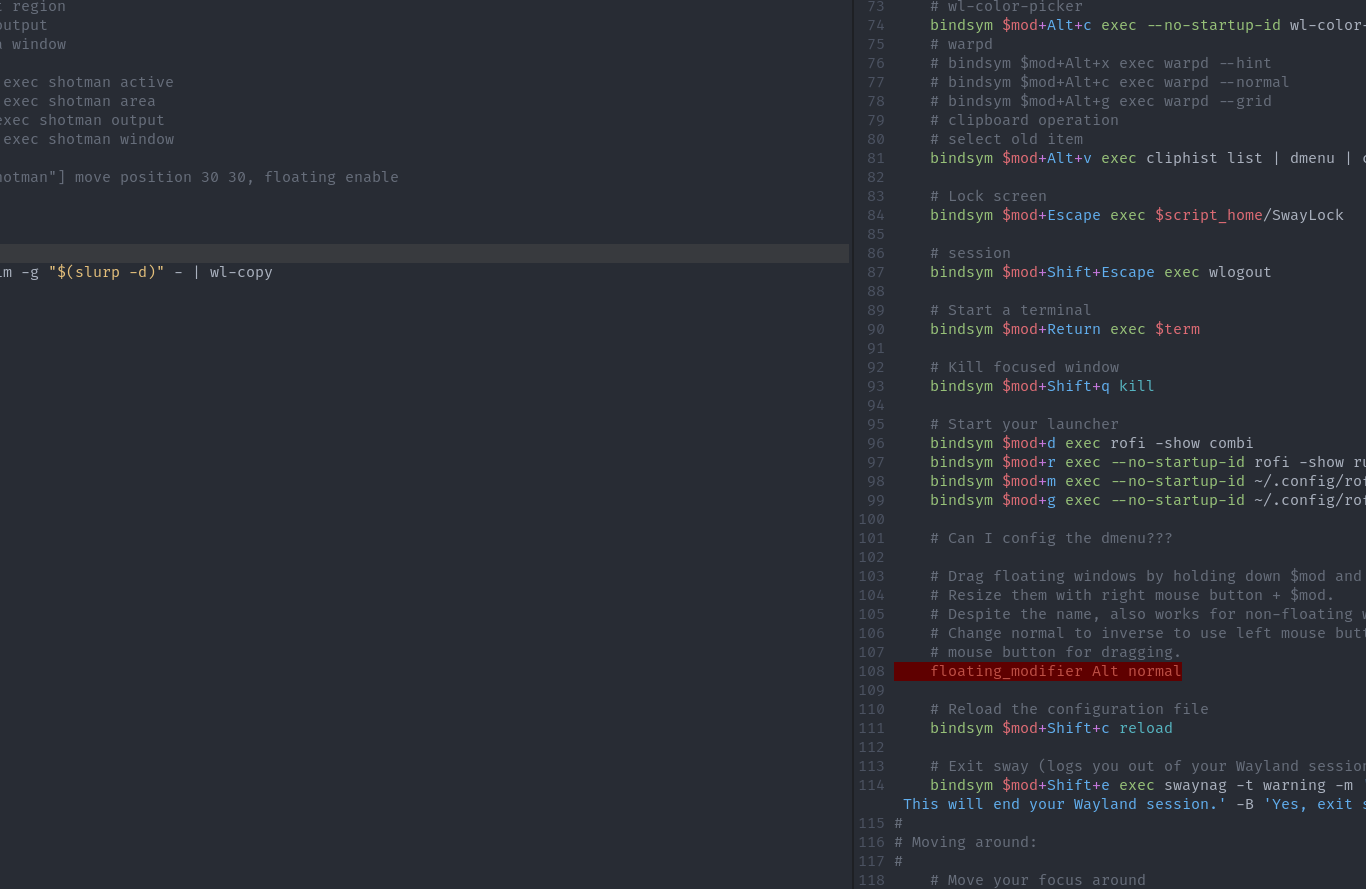 region
output
window
exec shotman active
exec shotman area
exec shotman output
exec shotman window
"] move position 30 30, floating enable
-g "$(slurp -d)" - | wl-copy
73 # wl-color-picker
74 bindsym $mod+Alt+c exec --no-startup-id wl-color-
75 # warpd
76 # bindsym $mod+Alt+x exec warpd --hint
77 # bindsym $mod+Alt+c exec warpd --normal
78 # bindsym $mod+Alt+g exec warpd --grid
79 # clipboard operation
80 # select old item
81 bindsym $mod+Alt+v exec cliphist list | dmenu |
82
83 # Lock screen
84 bindsym $mod+Escape exec $script_home/SwayLock
85
86 # session
87 bindsym $mod+Shift+Escape exec wlogout
88
89 # Start a terminal
90 bindsym $mod+Return exec $term
91
92 # Kill focused window
93 bindsym $mod+Shift+q kill
94
95 # Start your launcher
96 bindsym $mod+d exec rofi -show combi
97 bindsym $mod+r exec --no-startup-id rofi -show
98 bindsym $mod+m exec --no-startup-id ~/.config/
99 bindsym $mod+g exec --no-startup-id ~/.config/
100
101 # Can I config the dmenu???
102
103 # Drag floating windows by holding down $mod and
104 # Resize them with right mouse button + $mod.
105 # Despite the name, also works for non-floating
106 # Change normal to inverse to use left mouse
107 # mouse button for dragging.
108 floating_modifier Alt normal
109
110 # Reload the configuration file
111 bindsym $mod+Shift+c reload
112
113 # Exit sway (logs you out of your Wayland session
114 bindsym $mod+Shift+e exec swaynag -t warning -m
This will end your Wayland session.' -B 'Yes, exit
115 #
116 # Moving around:
117 #
118 # Move your focus around